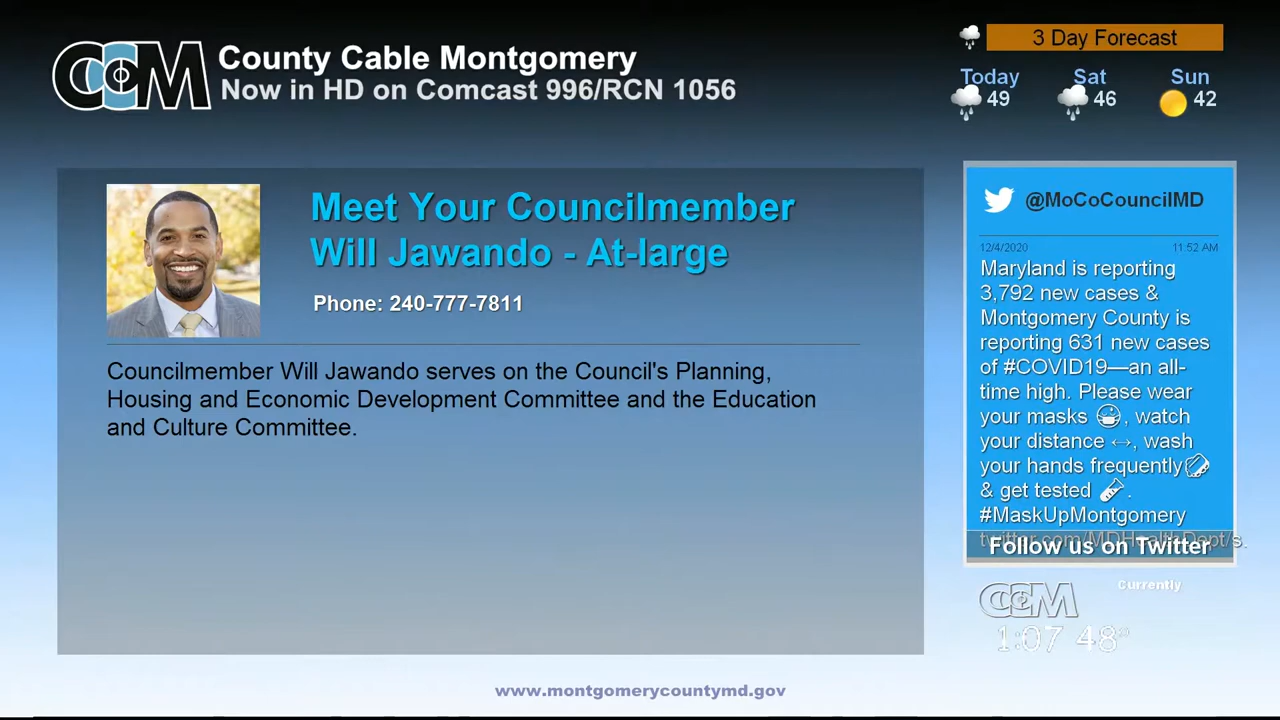 CCM
County Cable Montgomery
Now in HD on Comcast 996/RCN 1056
3 Day Forecast
Today
Sat
Sun
49
46
42
Meet Your Councilmember
Will Jawando - At-large
Phone: 240-777-7811
Councilmember Will Jawando serves on the Council's Planning,
Housing and Economic Development Committee and the Education
and Culture Committee.
@MoCoCouncilMD
12/4/2020
11:52 AM
Maryland is reporting
3,792 new cases &
Montgomery County is
reporting 631 new cases
of #COVID19—an all-
time high. Please wear
your masks 😷, watch
your distance ↔, wash
your hands frequently🧼
& get tested 🧪.
#MaskUpMontgomery
twitter.com/MDHealthDept/s.
Follow us on Twitter
CCM
Currently
1:07
48°
www.montgomerycountymd.gov